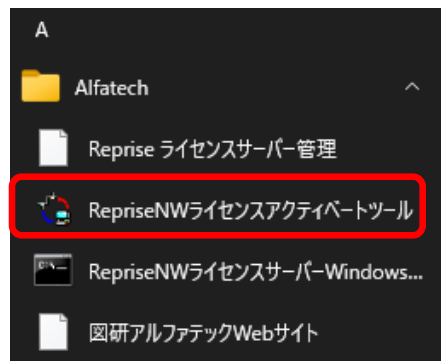 A
Alfatech
Reprise ライセンスサーバー管理
RepriseNWライセンスアクティベートツール
RepriseNWライセンスサーバーWindows...
図研アルファテックWebサイト